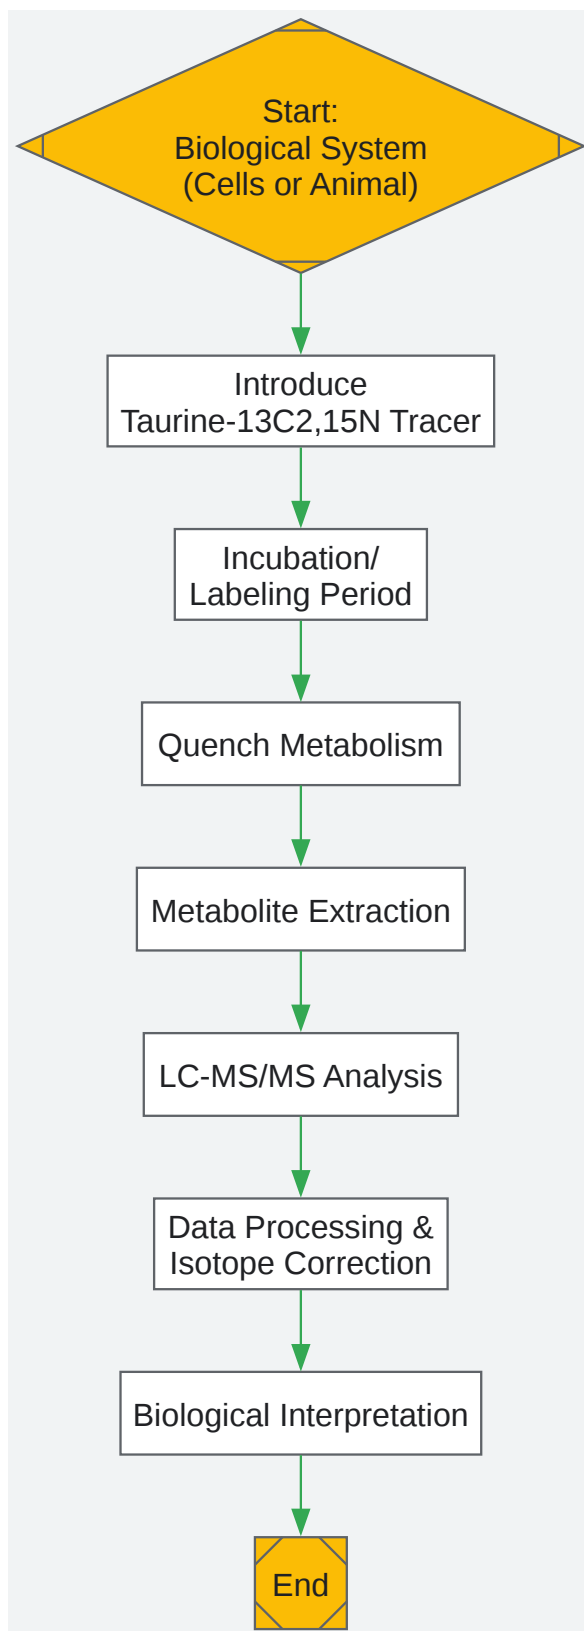 Start:
Biological System
(Cells or Animal)
Introduce
Taurine-13C2,15N Tracer
Incubation/
Labeling Period
Quench Metabolism
Metabolite Extraction
LC-MS/MS Analysis
Data Processing &
Isotope Correction
Biological Interpretation
End